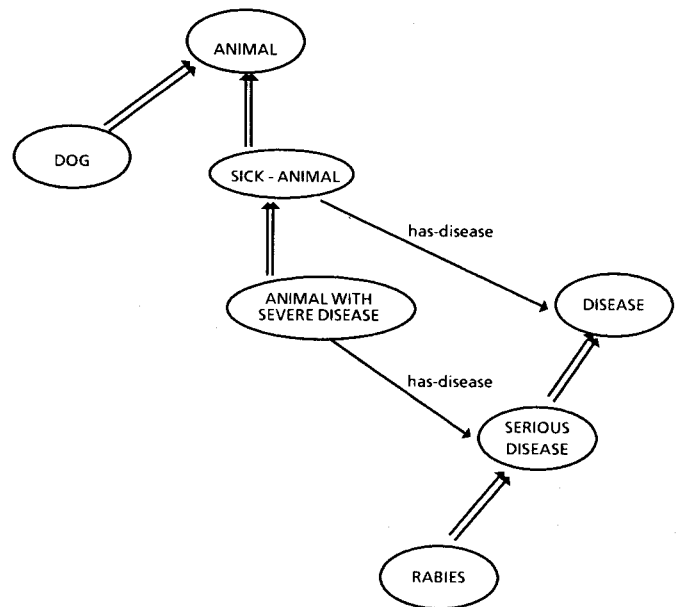 ANIMAL
DOG
SICK - ANIMAL
has-disease
ANIMAL WITH
SEVERE DISEASE
DISEASE
has-disease
SERIOUS
DISEASE
RABIES